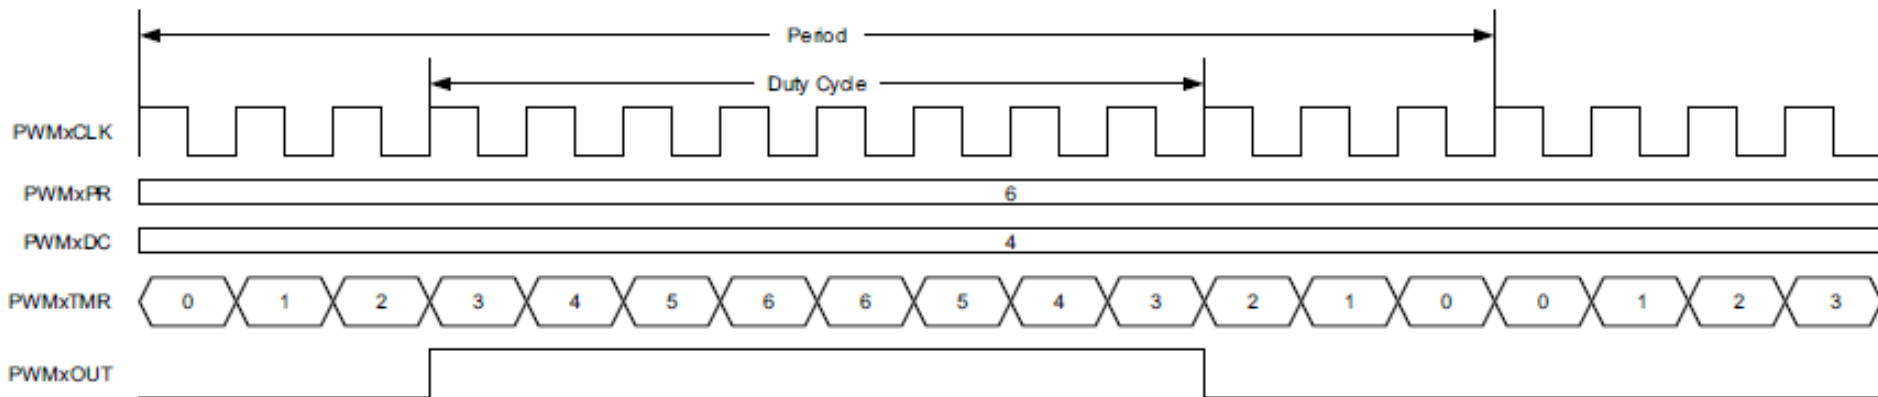 Period
Duty Cycle
PWMxCLK
PWMxPR 6
PWMxDC 4
PWMxTMR 0 1 2 3 4 5 6 6 5 4 3 2 1 0 0 1 2 3
PWMxOUT